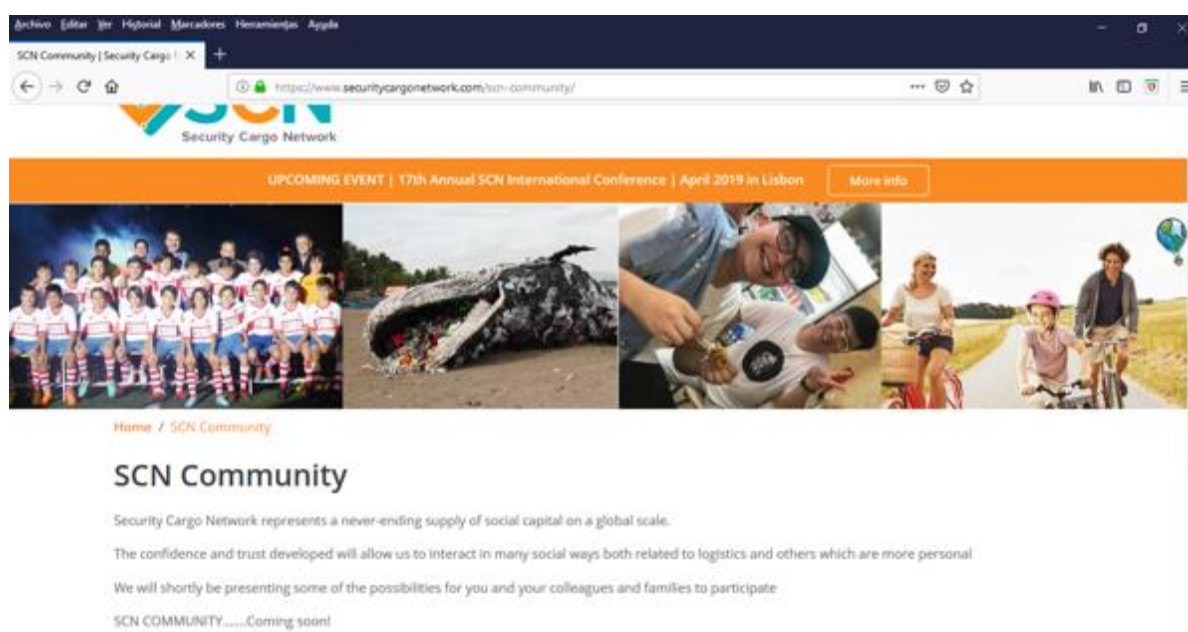 Archivo Editar Ver Historial Marcadores Herramientas Ayuda
SCN Community | Security Cargo
https://www.securitycargonetwork.com/scn-community/
SCN
Security Cargo Network
UPCOMING EVENT | 17th Annual SCN International Conference | April 2019 in Lisbon More info
Home / SCN Community
SCN Community
Security Cargo Network represents a never-ending supply of social capital on a global scale.
The confidence and trust developed will allow us to interact in many social ways both related to logistics and others which are more personal
We will shortly be presenting some of the possibilities for you and your colleagues and families to participate
SCN COMMUNITY.......Coming soon!